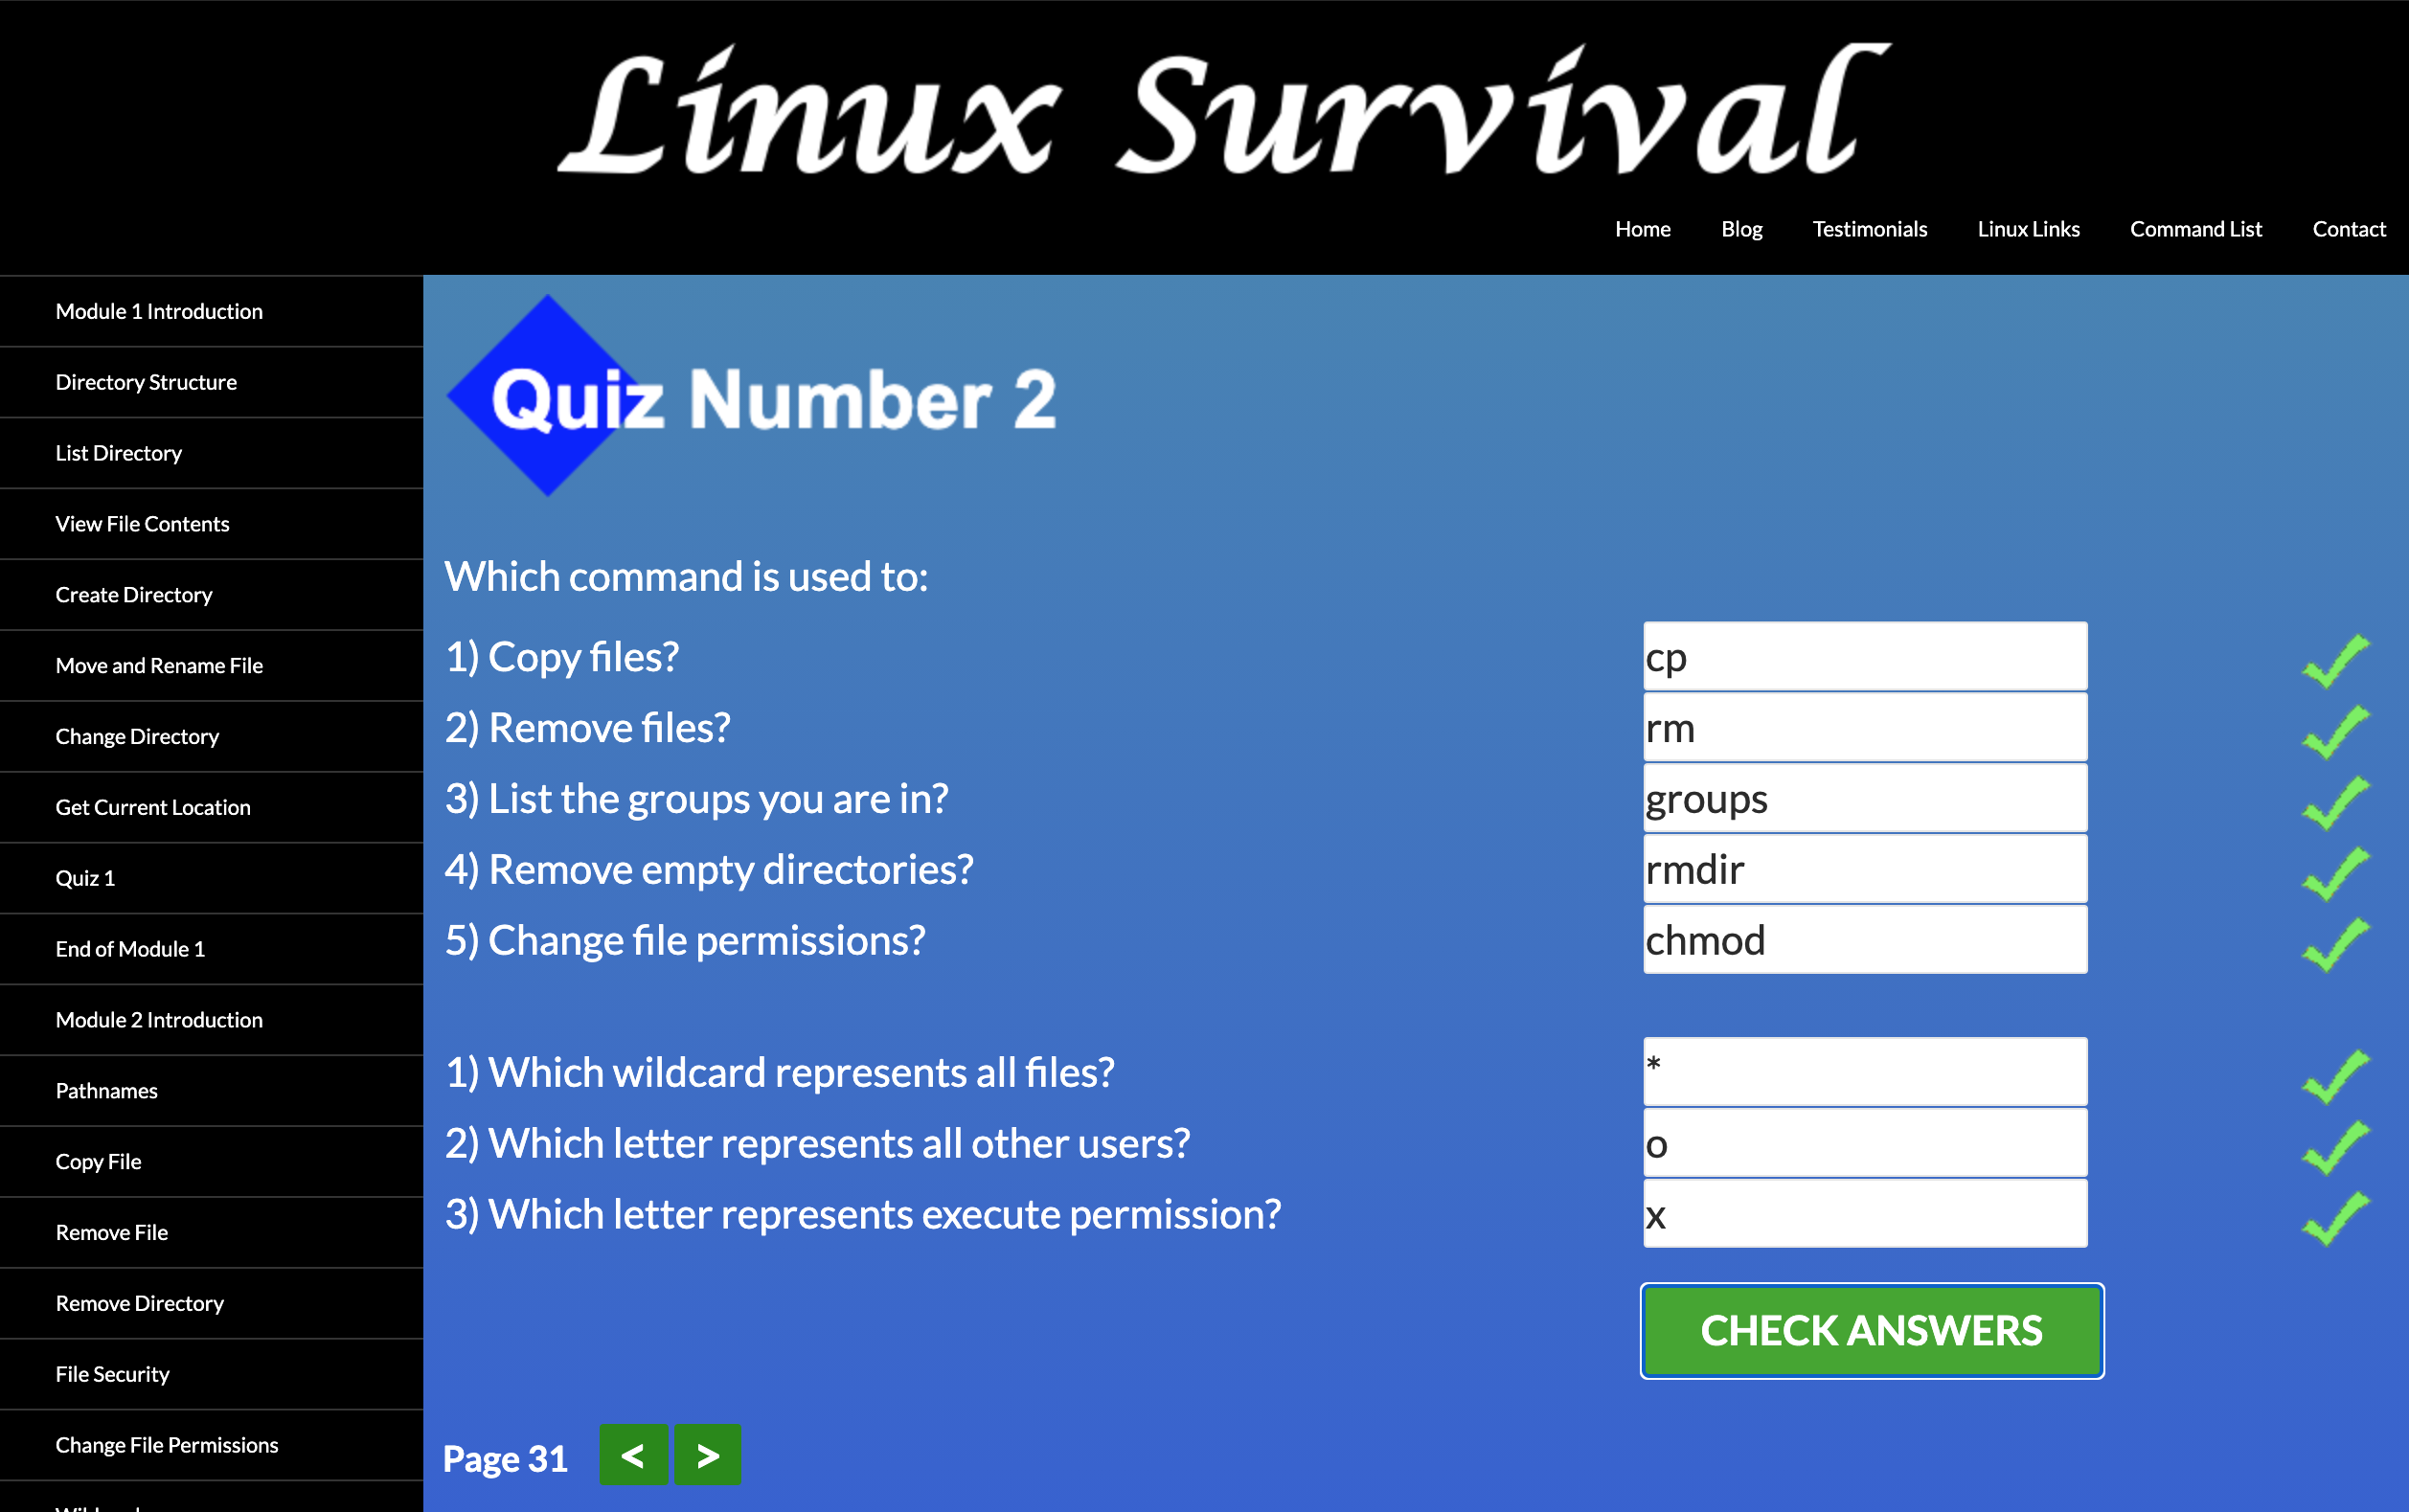 Linux Survival
Home Blog Testimonials Linux Links Command List Contact
Module 1 Introduction
Directory Structure
List Directory
View File Contents
Create Directory
Move and Rename File
Change Directory
Get Current Location
Quiz 1
End of Module 1
Module 2 Introduction
Pathnames
Copy File
Remove File
Remove Directory
File Security
Change File Permissions
Quiz Number 2
Which command is used to:
1) Copy files? cp
2) Remove files? rm
3) List the groups you are in? groups
4) Remove empty directories? rmdir
5) Change file permissions? chmod
1) Which wildcard represents all files? *
2) Which letter represents all other users? o
3) Which letter represents execute permission? x
CHECK ANSWERS
Page 31 < >